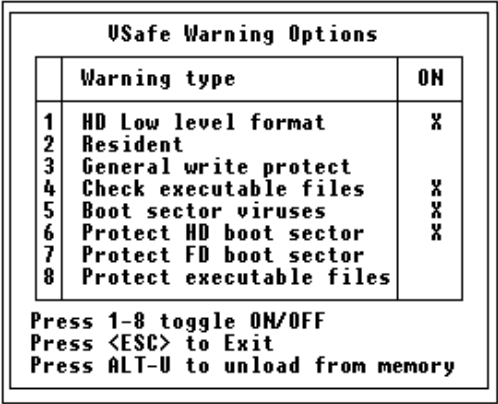 VSafe Warning Options
Warning type ON
1 HD Low level format X
2 Resident
3 General write protect
4 Check executable files X
5 Boot sector viruses X
6 Protect HD boot sector X
7 Protect FD boot sector
8 Protect executable files
Press 1-8 toggle ON/OFF
Press <ESC> to Exit
Press ALT-U to unload from memory